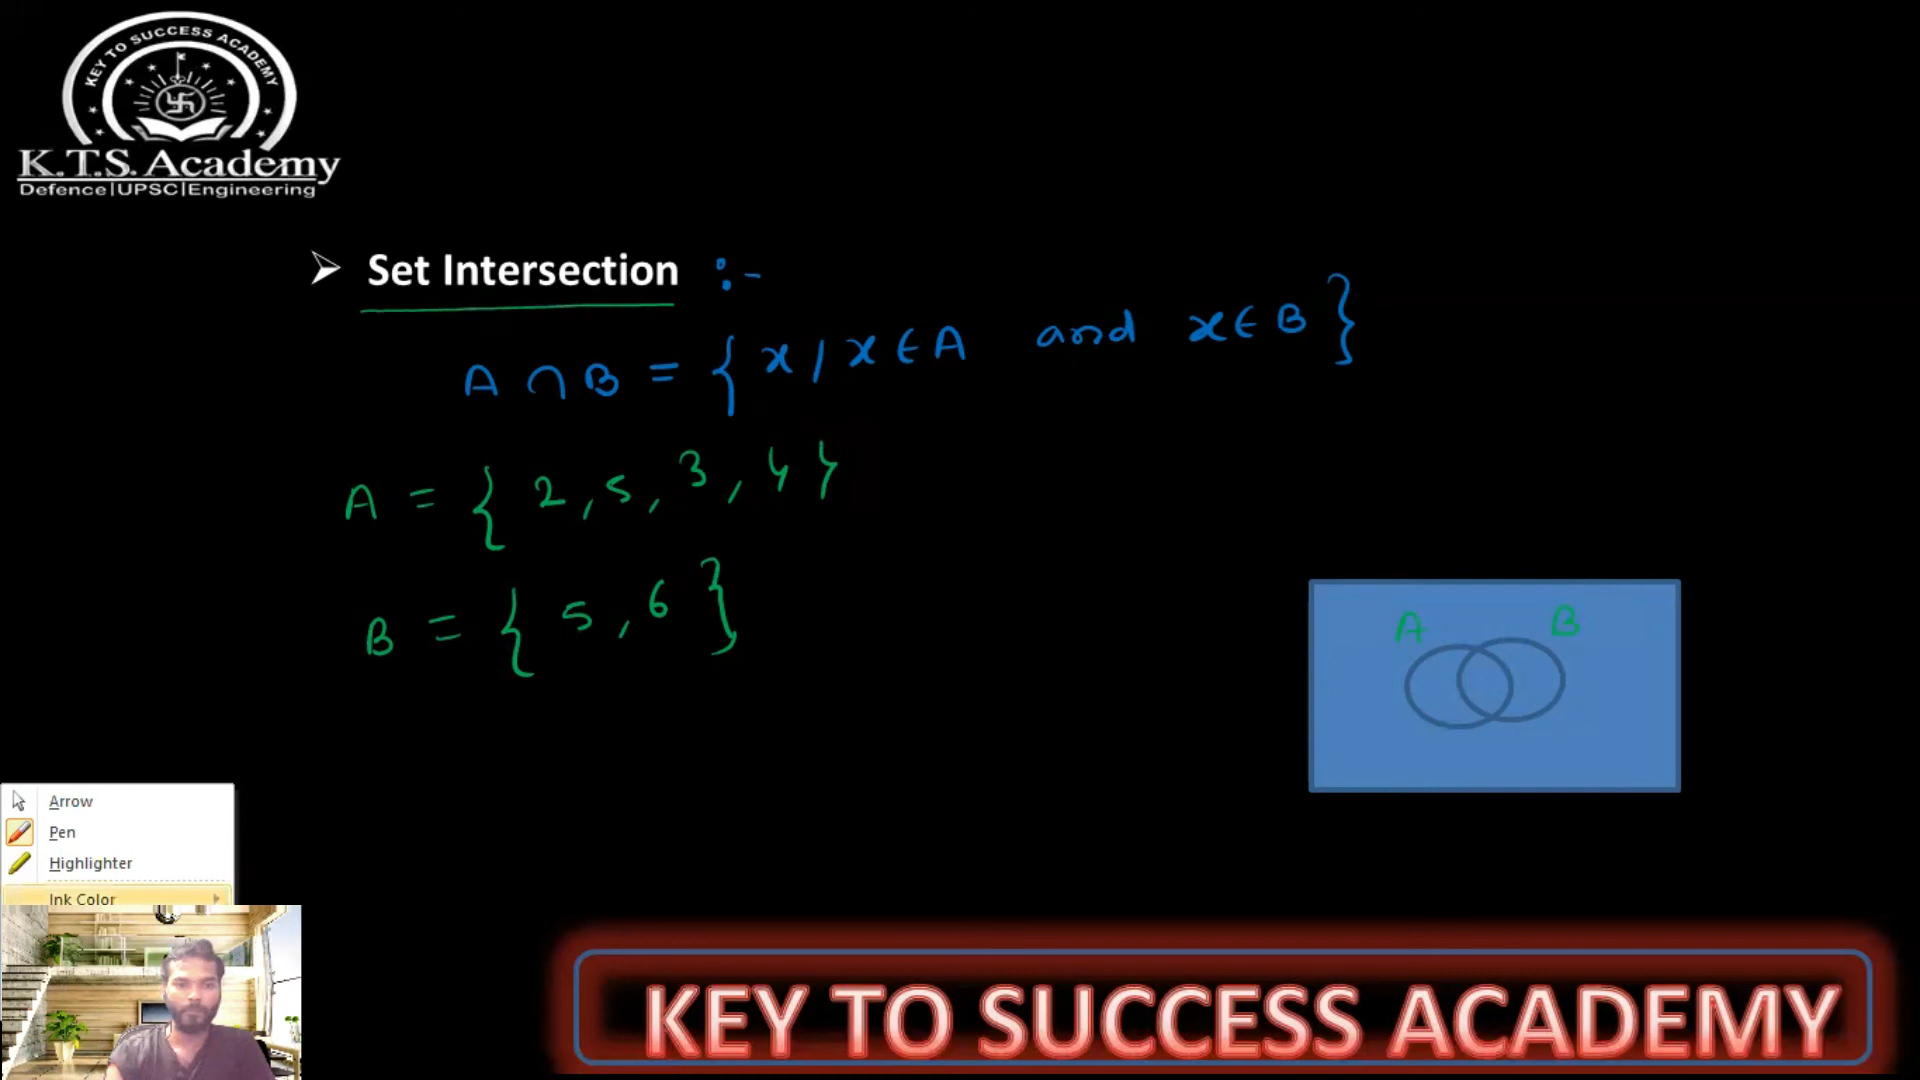 KEY TO SUCCESS ACADEMY
K.T.S. Academy
Defence|UPSC|Engineering
➢ Set Intersection :-
A ∩ B = { x / x ∈ A and x ∈ B }
A = { 2, 5, 3, 4 }
B = { 5, 6 }
A B
Arrow
Pen
Highlighter
Ink Color
KEY TO SUCCESS ACADEMY